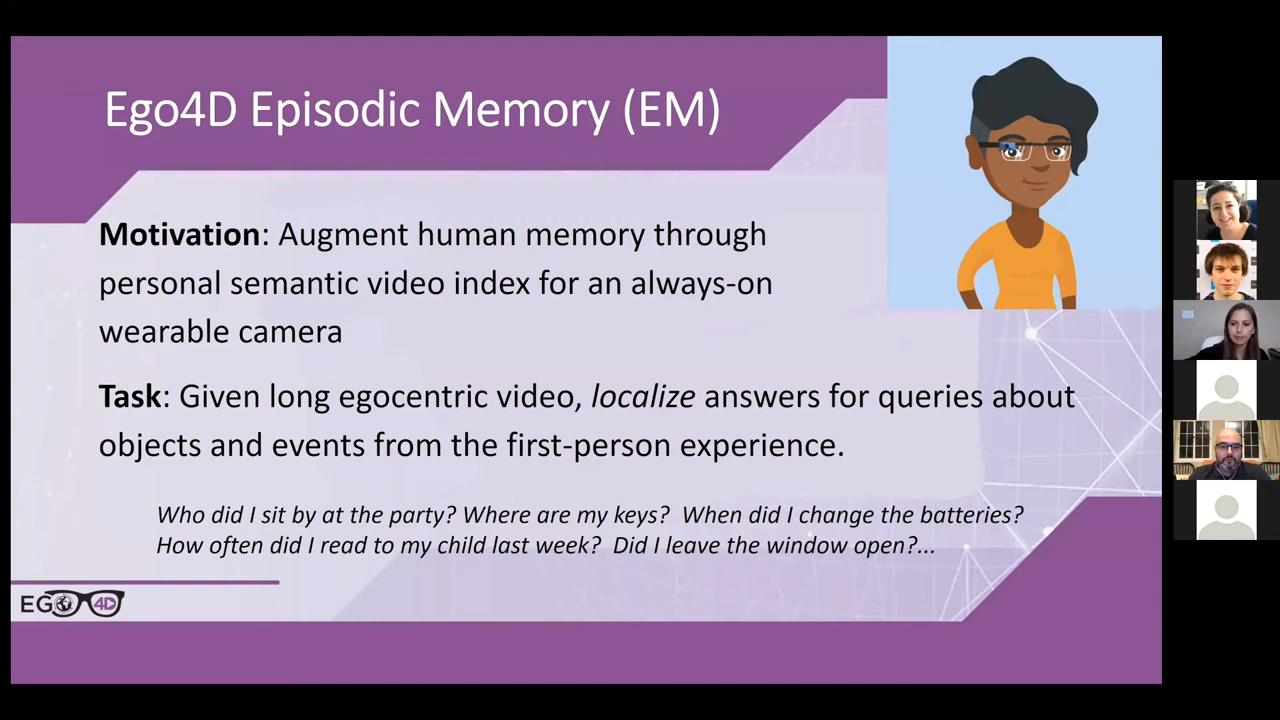 Ego4D Episodic Memory (EM)
Motivation: Augment human memory through
personal semantic video index for an always-on
wearable camera
Task: Given long egocentric video, localize answers for queries about
objects and events from the first-person experience.
Who did I sit by at the party? Where are my keys? When did I change the batteries?
How often did I read to my child last week? Did I leave the window open?...
EGO4D